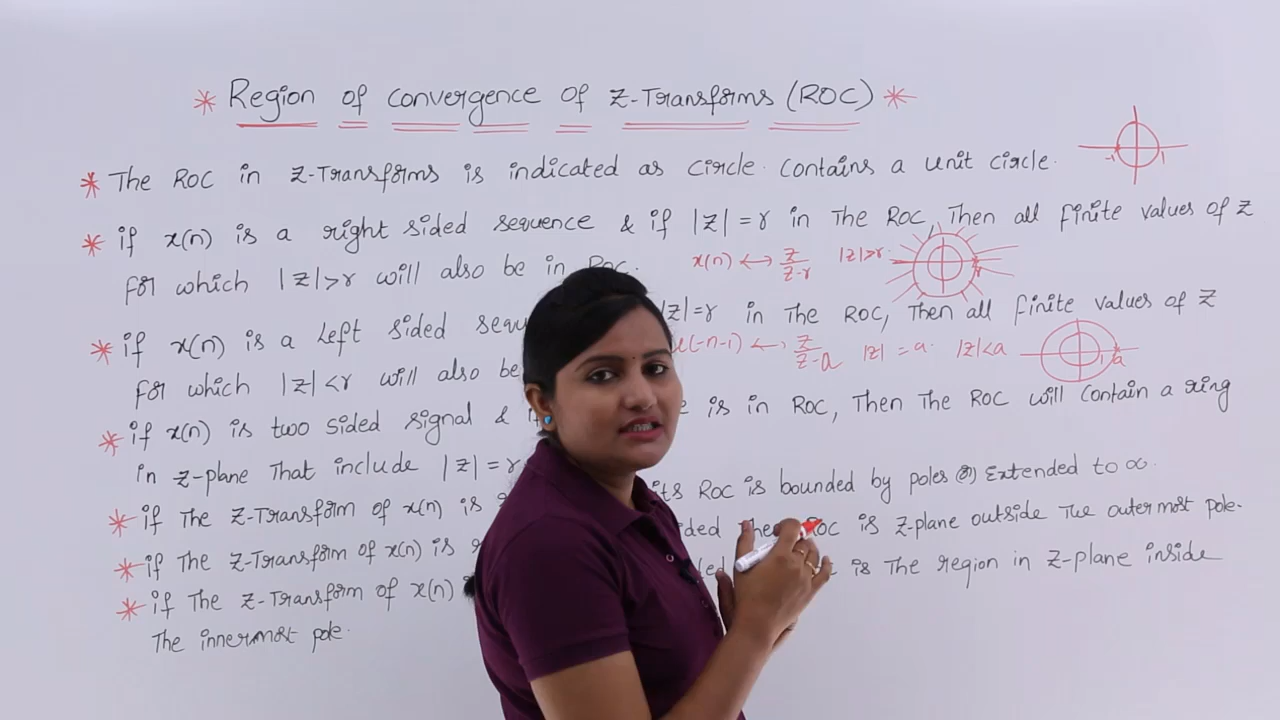 * Region of convergence of Z-Transforms (ROC) *
* The ROC in Z-Transforms is indicated as circle. Contains a unit circle.
-1 1
* if x(n) is a right sided sequence & if |z| = r in the ROC, Then all finite values of z
for which |z|>r will also be in ROC. x(n) ↔ z/z-r |z|>r. r
* if x(n) is a Left sided |z|=r in the ROC, Then all finite values of z
for which |z|<r will also be (-n-1) ↔ z/z-a |z| = a. |z|<a 1 a
* if x(n) is two sided signal & is in ROC, Then the ROC will contain a ring
in z-plane that include |z| = r
* if the Z-Transform of x(n) is its ROC is bounded by poles (or) Extended to ∞.
* if the Z-Transform of x(n) is ROC is z-plane outside the outermost pole.
* if the Z-Transform of x(n) is the region in z-plane inside
the innermost pole.